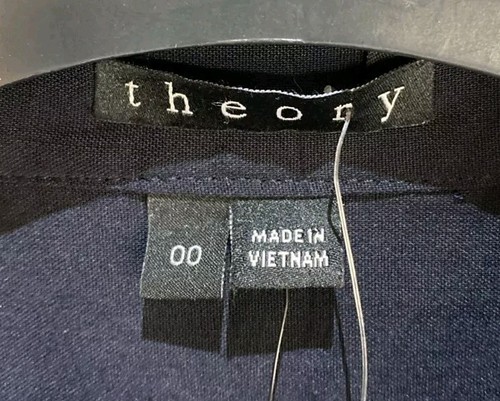 theory
00
MADE IN
VIETNAM